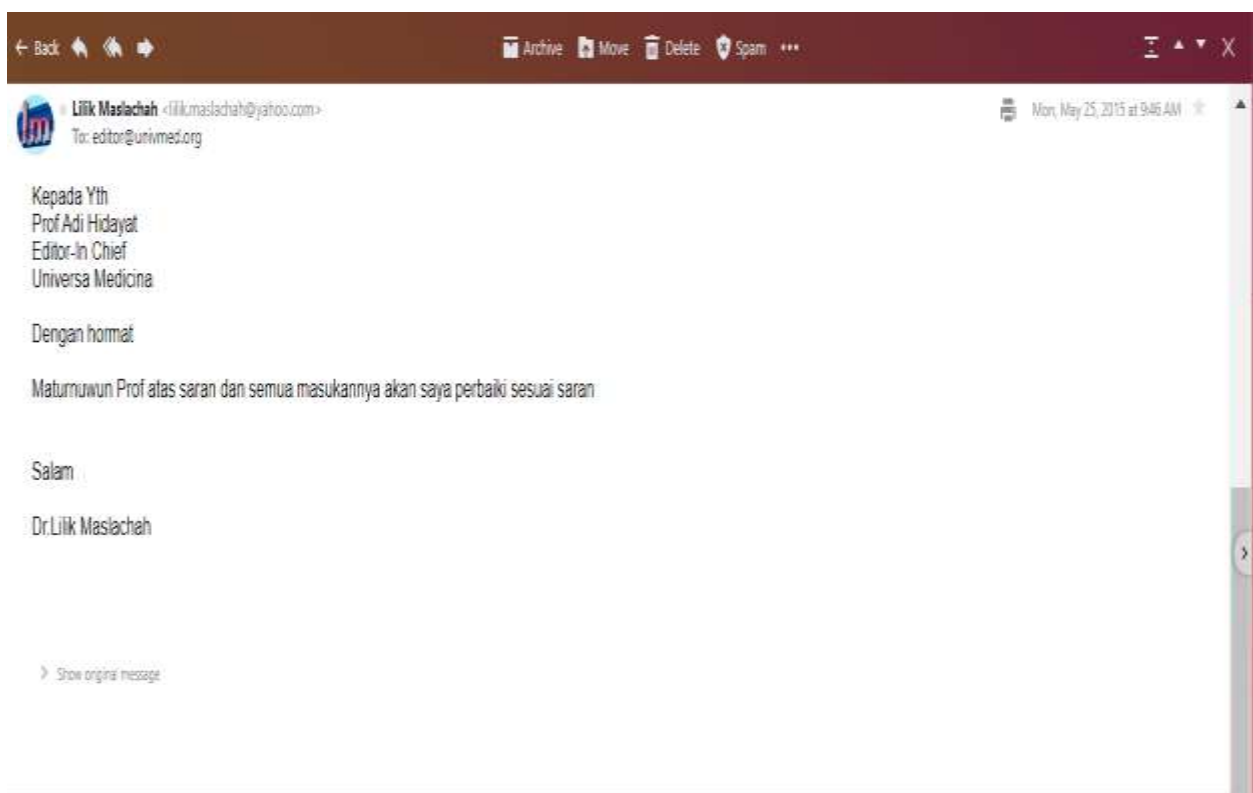 ← Back
Archive Move Delete Spam •••
X
lm
Lilik Maslachah <lilik.maslachah@yahoo.com>
Mon, May 25, 2015 at 9:46 AM
To: editor@univmed.org
Kepada Yth
Prof Adi Hidayat
Editor-In Chief
Universa Medicina
Dengan hormat
Maturnuwun Prof atas saran dan semua masukannya akan saya perbaiki sesuai saran
Salam
Dr.Lilik Maslachah
> Show original message